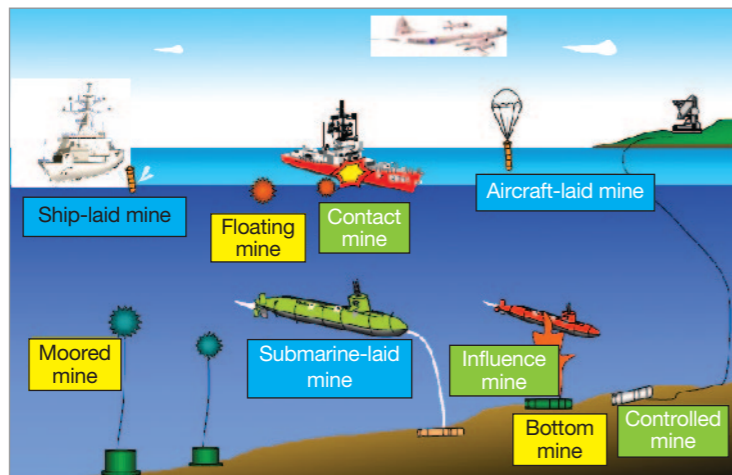 Ship-laid mine
Floating
mine
Contact
mine
Aircraft-laid mine
Moored
mine
Submarine-laid
mine
Influence
mine
Bottom
mine
Controlled
mine